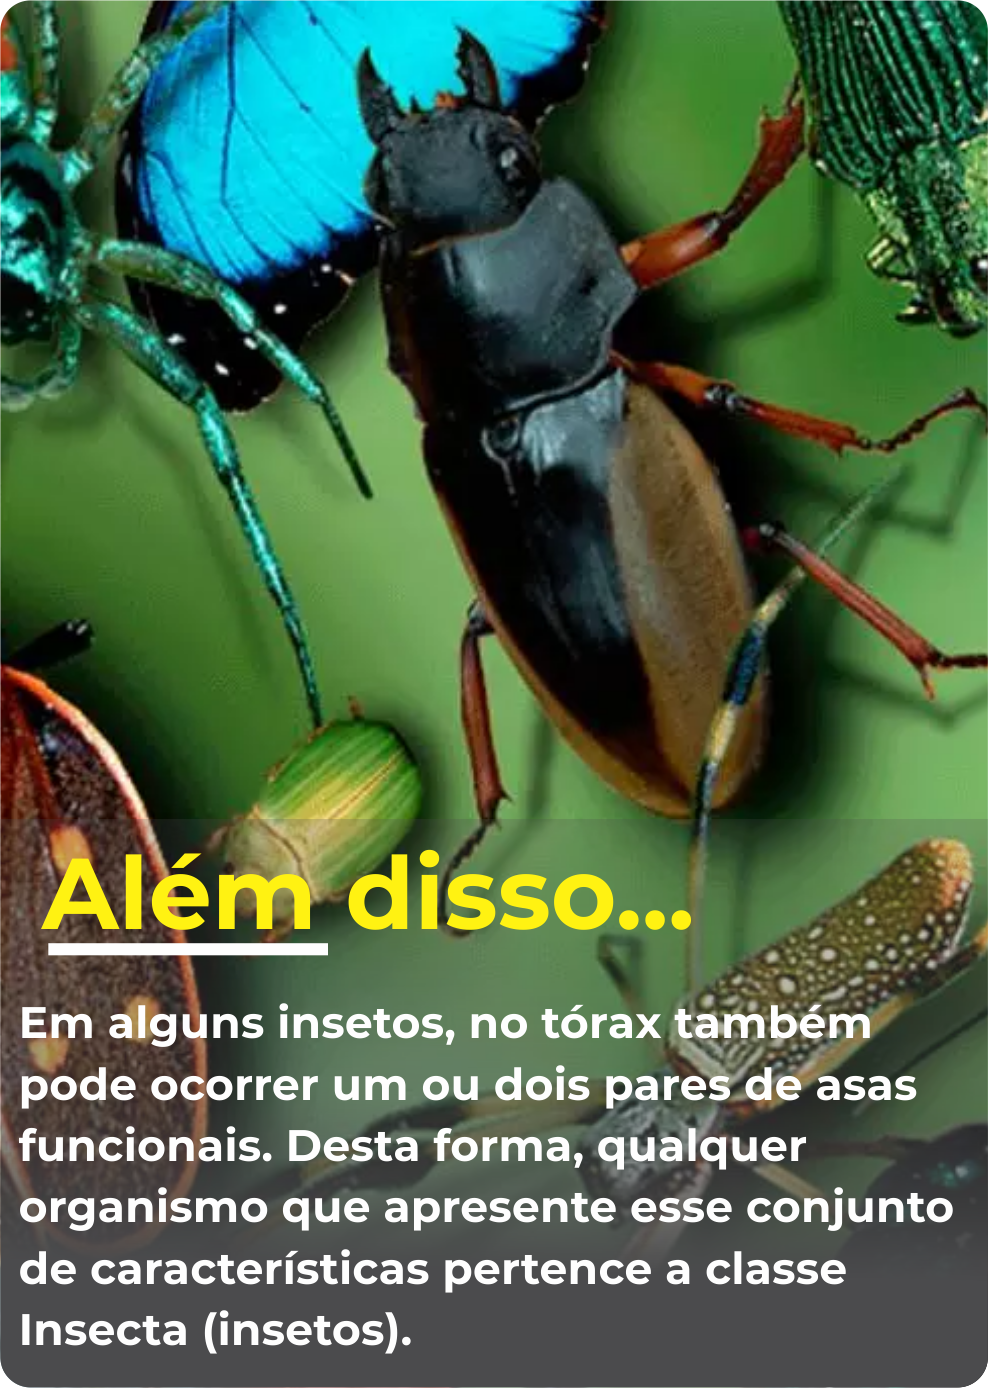 Além disso...
Em alguns insetos, no tórax também
pode ocorrer um ou dois pares de asas
funcionais. Desta forma, qualquer
organismo que apresente esse conjunto
de características pertence a classe
Insecta (insetos).